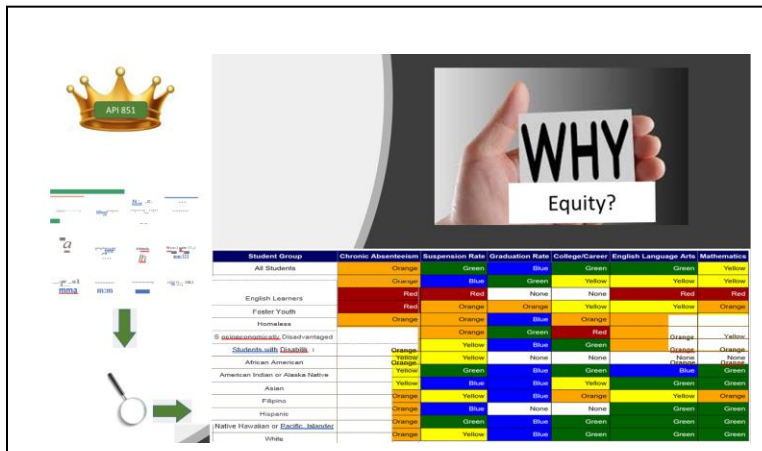 API 851
WHY
Equity?
Student Group Chronic Absenteeism Suspension Rate Graduation Rate College/Career English Language Arts Mathematics
All Students Orange Green Blue Green Green Yellow
Orange Blue Green Yellow Yellow Yellow
English Learners Red Red None None Red Red
Foster Youth Orange Orange Orange Yellow Yellow Orange
Homeless Orange Orange Blue Orange
Disadvantaged Orange Green Red Orange Yellow
Students with Orange Yellow Blue Green Orange Orange
African American Yellow Yellow None None None None
Orange Orange Orange
American Indian or Alaska Native Yellow Green Blue Green Blue Green
Asian Yellow Blue Blue Yellow Green Green
Filipino Orange Yellow Blue Orange Yellow Orange
Hispanic Orange Blue None None Green Green
Native Hawaiian or Pacific Islander Orange Green Blue Green Green Green
White Orange Yellow Blue Green Green Green